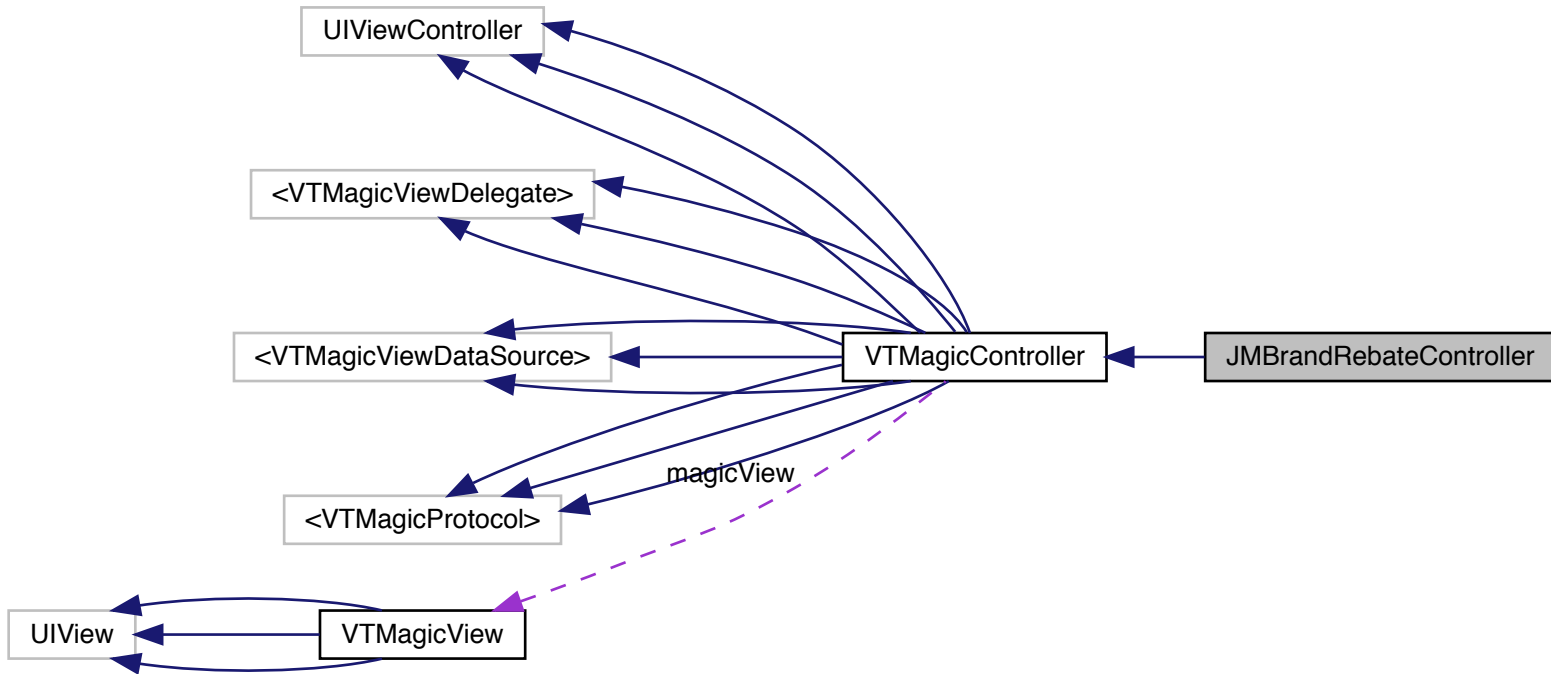 UIViewController
<VTMagicViewDelegate>
<VTMagicViewDataSource>
VTMagicController
JMBrandRebateController
magicView
<VTMagicProtocol>
UIView
VTMagicView